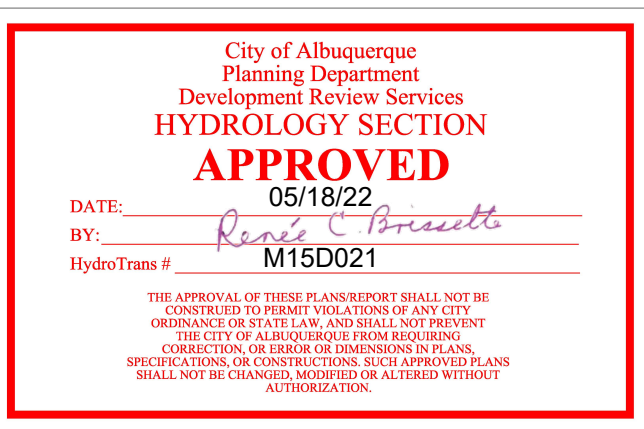 City of Albuquerque
Planning Department
Development Review Services
HYDROLOGY SECTION
APPROVED
DATE: 05/18/22
BY: Renée C. Brissette
HydroTrans # M15D021
THE APPROVAL OF THESE PLANS/REPORT SHALL NOT BE
CONSTRUED TO PERMIT VIOLATIONS OF ANY CITY
ORDINANCE OR STATE LAW, AND SHALL NOT PREVENT
THE CITY OF ALBUQUERQUE FROM REQUIRING
CORRECTION, OR ERROR OR DIMENSIONS IN PLANS,
SPECIFICATIONS, OR CONSTRUCTIONS. SUCH APPROVED PLANS
SHALL NOT BE CHANGED, MODIFIED OR ALTERED WITHOUT
AUTHORIZATION.